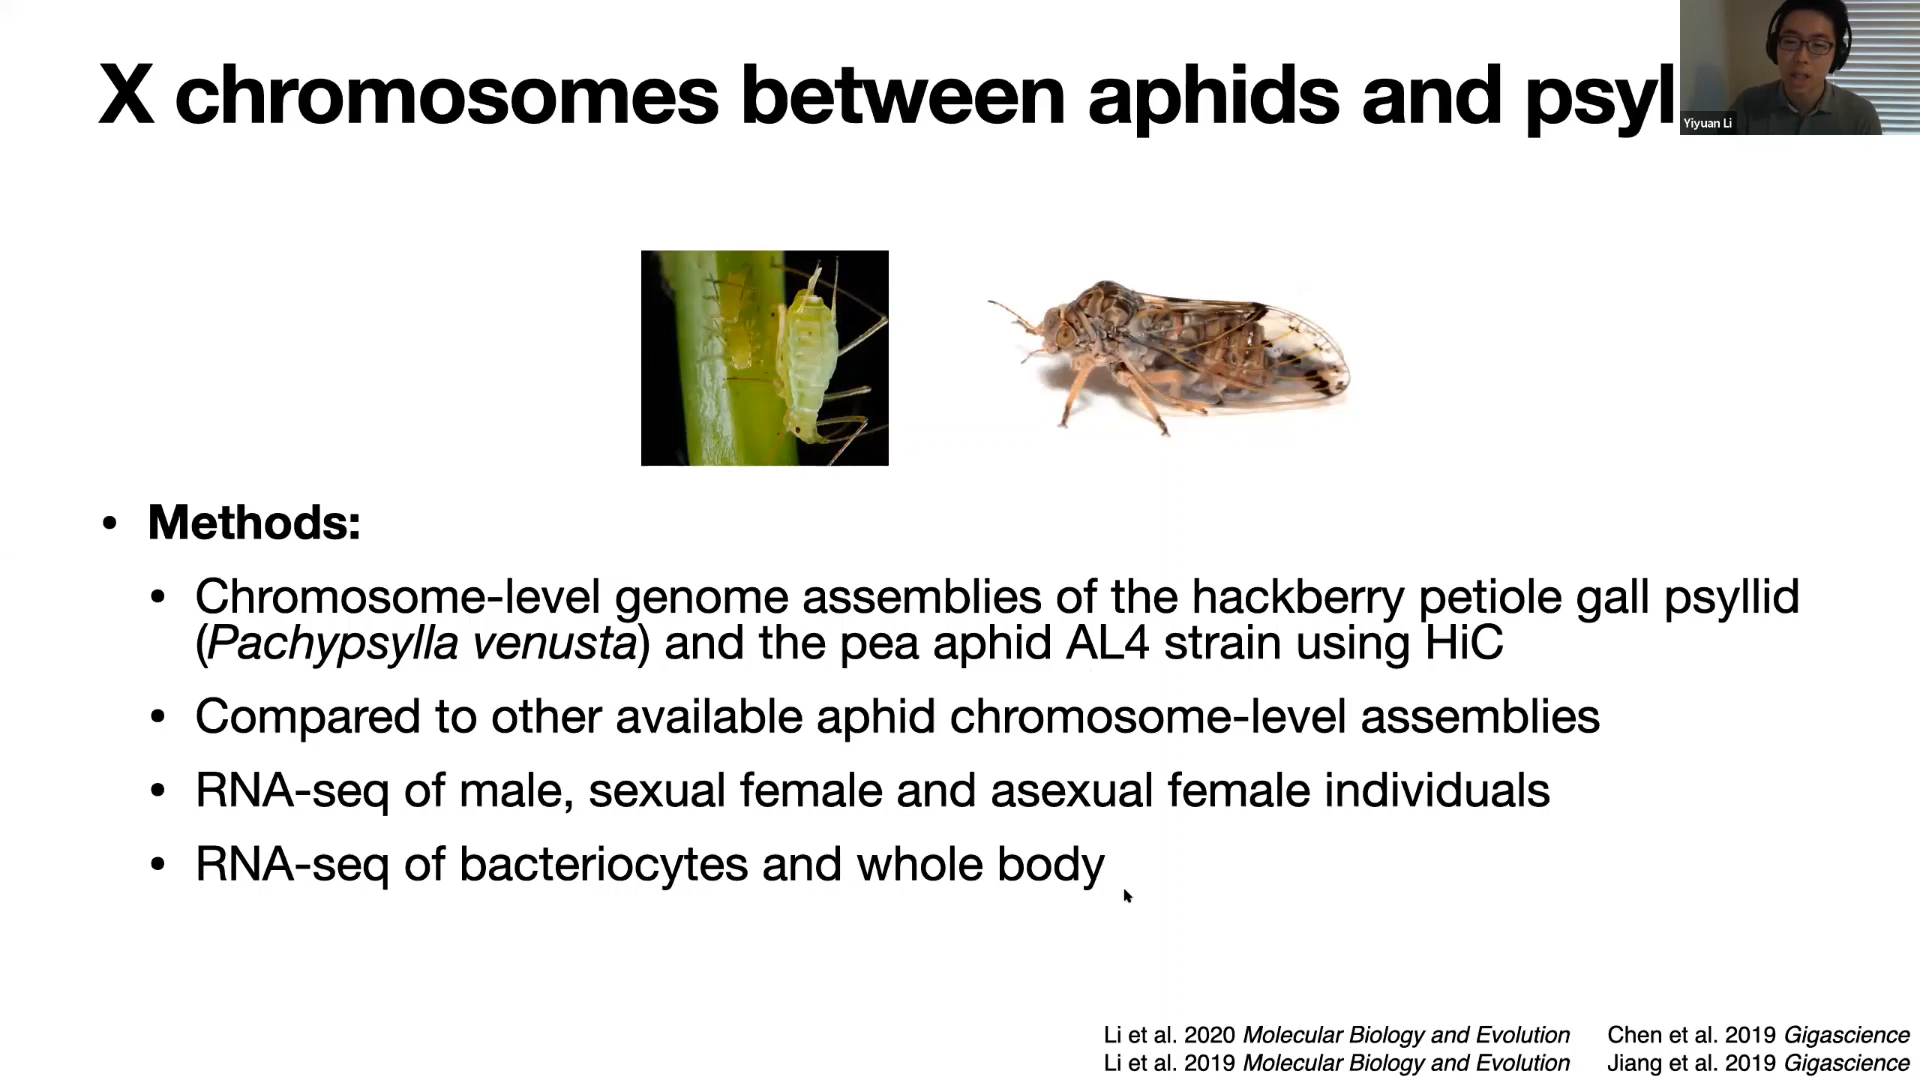 X chromosomes between aphids and psyl
Yiyuan Li
• Methods:
• Chromosome-level genome assemblies of the hackberry petiole gall psyllid
(Pachypsylla venusta) and the pea aphid AL4 strain using HiC
• Compared to other available aphid chromosome-level assemblies
• RNA-seq of male, sexual female and asexual female individuals
• RNA-seq of bacteriocytes and whole body
Li et al. 2020 Molecular Biology and Evolution
Li et al. 2019 Molecular Biology and Evolution
Chen et al. 2019 Gigascience
Jiang et al. 2019 Gigascience